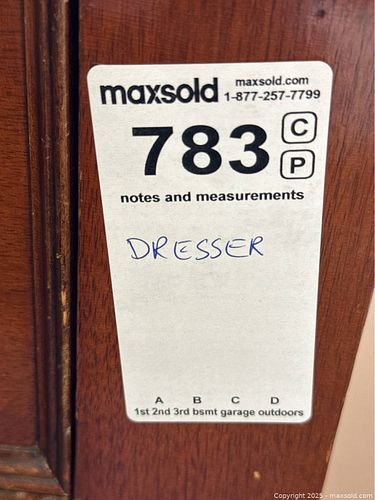 maxsold maxsold.com
1-877-257-7799
783 C
P
notes and measurements
DRESSER
A B C D
1st 2nd 3rd bsmt garage outdoors
Copyright 2025 - maxsold.com